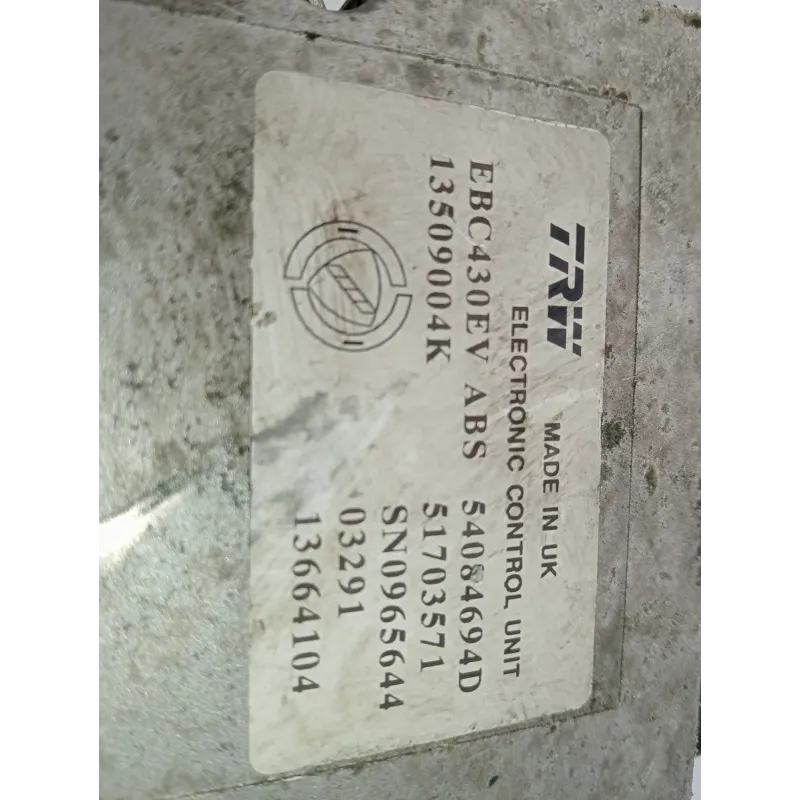 TRW MADE IN UK
ELECTRONIC CONTROL UNIT
EBC430EV ABS 54084694D
13509004K 51703571
SN0965644
03291
13664104